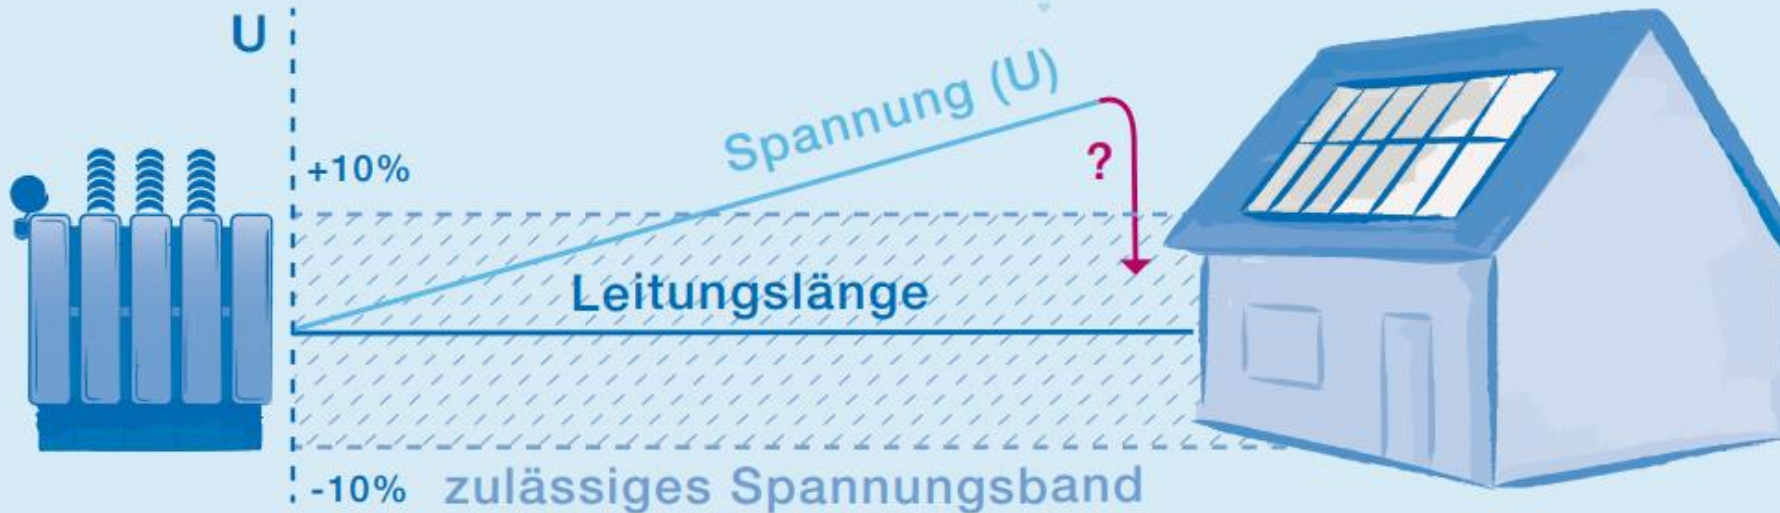 U
Spannung (U)
+10%
?
Leitungslänge
-10%
zulässiges Spannungsband